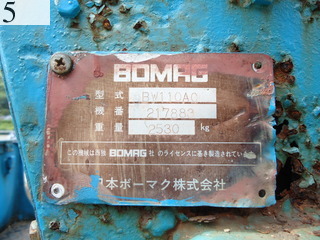 5
BOMAG
型式 BW110AC
機番 217883
重量 2530 kg
この機械は西独 BOMAG 社 のライセンスに基き製造されてい
日本ボーマク株式会社